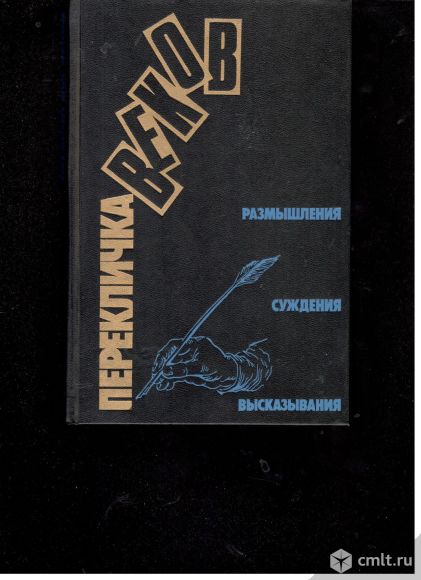 ПЕРЕКЛИЧКА
ВЕКОВ
РАЗМЫШЛЕНИЯ
СУЖДЕНИЯ
ВЫСКАЗЫВАНИЯ
cmlt.ru